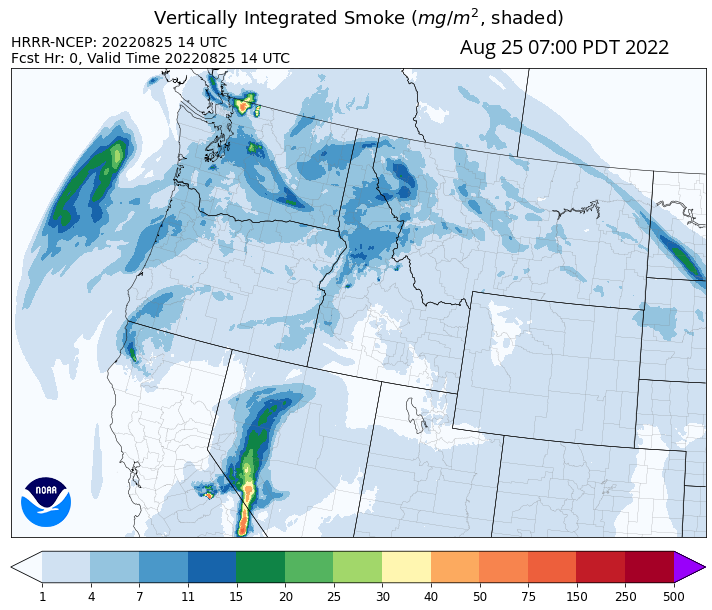 Vertically Integrated Smoke (mg/m², shaded)
HRRR-NCEP: 20220825 14 UTC
Fcst Hr: 0, Valid Time 20220825 14 UTC
Aug 25 07:00 PDT 2022
NOAA
1 4 7 11 15 20 25 30 40 50 75 150 250 500